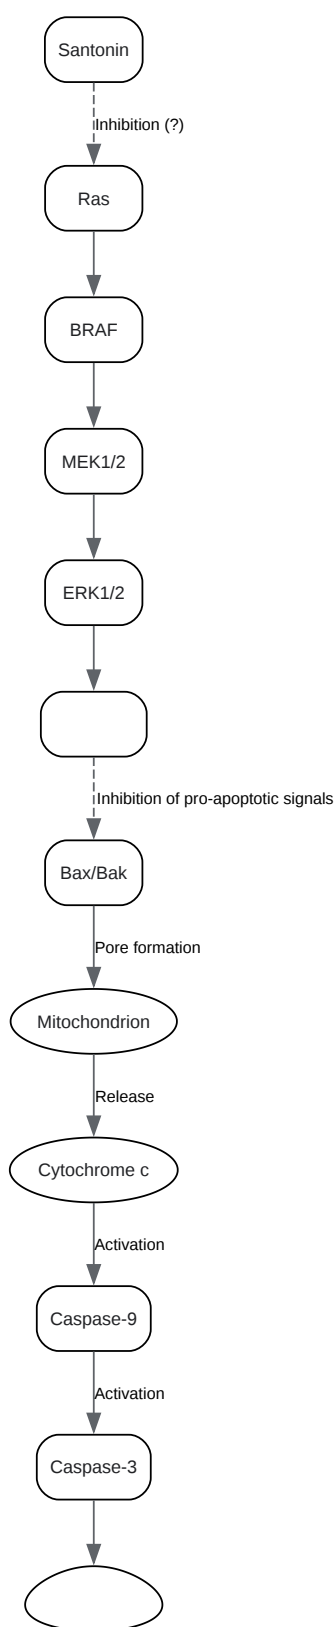 Santonin
Inhibition (?)
Ras
BRAF
MEK1/2
ERK1/2
Inhibition of pro-apoptotic signals
Bax/Bak
Pore formation
Mitochondrion
Release
Cytochrome c
Activation
Caspase-9
Activation
Caspase-3